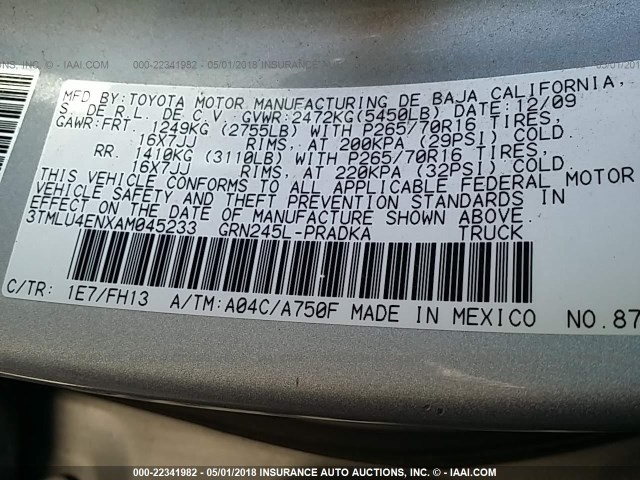 000-22341982 - 05/01/2018 INSURANCE AUTO AUCTIONS, INC. - © - IAAI.COM
MFD BY: TOYOTA MOTOR MANUFACTURING DE BAJA CALIFORNIA,
S. DE R.L. DE C.V. GVWR:2472KG(5450LB) DATE:12/09
GAWR:FRT. 1249KG (2755LB) WITH P265/70R16 TIRES,
16X7JJ RIMS, AT 200KPA (29PSI) COLD.
RR. 1410KG (3110LB) WITH P265/70R16 TIRES,
16X7JJ RIMS, AT 220KPA (32PSI) COLD.
THIS VEHICLE CONFORMS TO ALL APPLICABLE FEDERAL MOTOR
VEHICLE SAFETY AND THEFT PREVENTION STANDARDS IN
EFFECT ON THE DATE OF MANUFACTURE SHOWN ABOVE.
3TMLU4ENXAM045233 GRN245L-PRADKA TRUCK
C/TR: 1E7/FH13 A/TM:A04C/A750F MADE IN MEXICO NO.87
000-22341982 - 05/01/2018 INSURANCE AUTO AUCTIONS, INC. - © - IAAI.COM